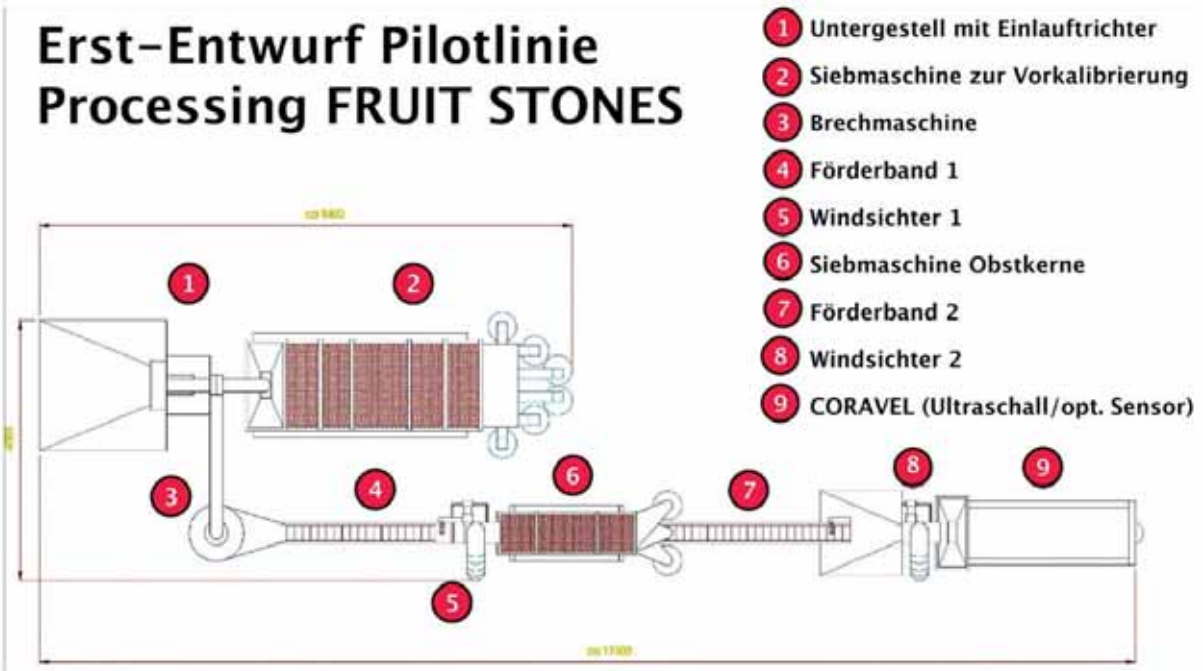 Erst-Entwurf Pilotlinie
Processing FRUIT STONES
1 Untergestell mit Einlauftrichter
2 Siebmaschine zur Vorkalibrierung
3 Brechmaschine
4 Förderband 1
5 Windsichter 1
6 Siebmaschine Obstkerne
7 Förderband 2
8 Windsichter 2
9 CORAVEL (Ultraschall/opt. Sensor)
1
2
3
4
5
6
7
8
9